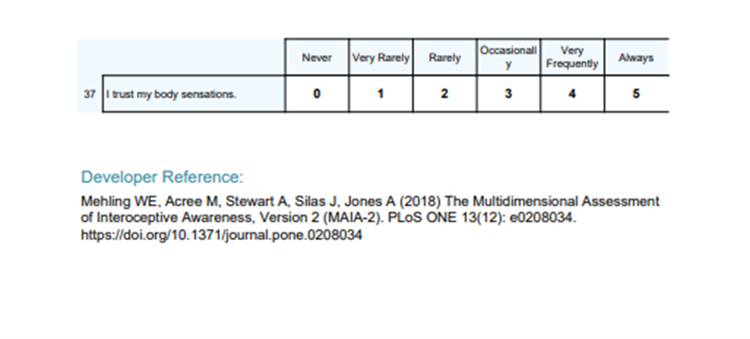 Never Very Rarely Rarely Occasionall
y Very
Frequently Always
37 I trust my body sensations. 0 1 2 3 4 5
Developer Reference:
Mehling WE, Acree M, Stewart A, Silas J, Jones A (2018) The Multidimensional Assessment
of Interoceptive Awareness, Version 2 (MAIA-2). PLoS ONE 13(12): e0208034.
https://doi.org/10.1371/journal.pone.0208034